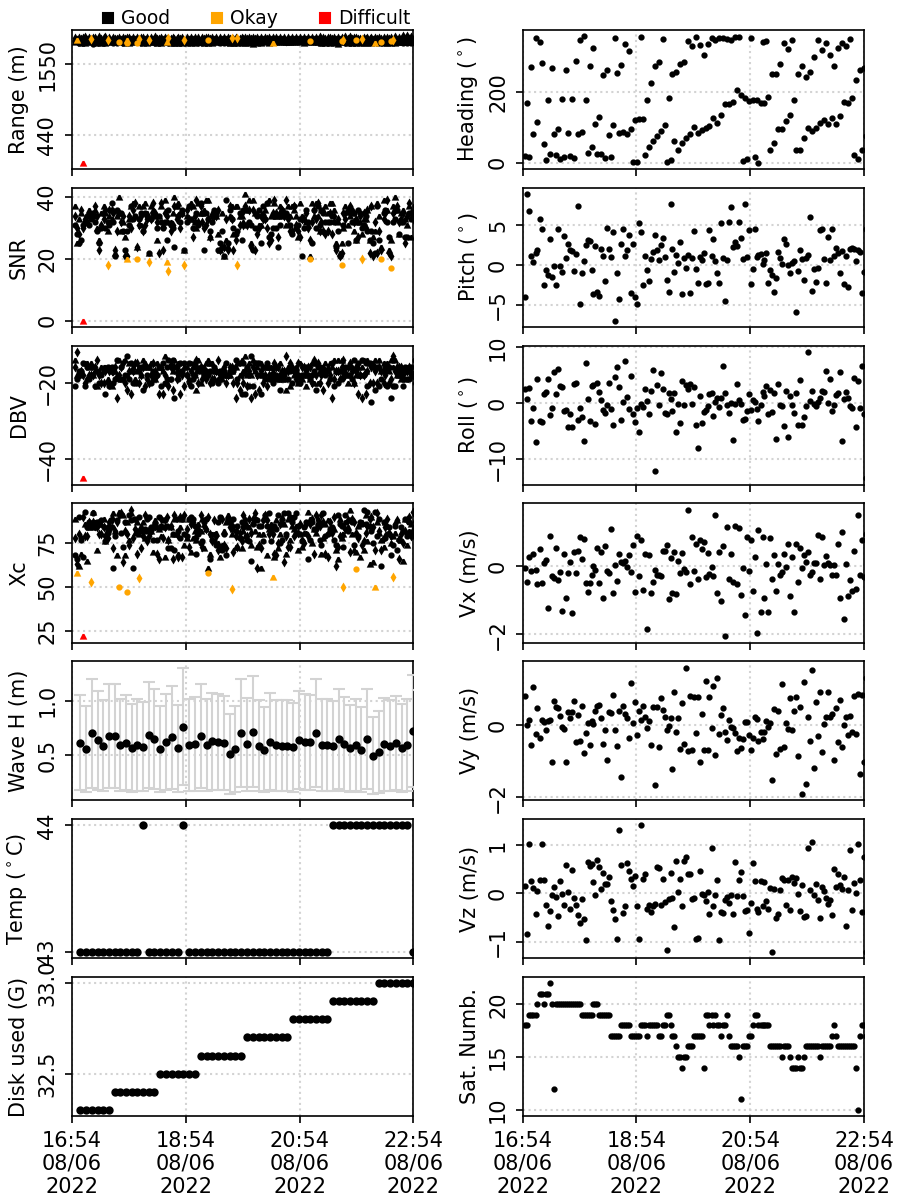 Good Okay Difficult
Range (m)
1550
440
Heading (°)
200
0
SNR
40
20
0
Pitch (°)
5
0
−5
DBV
−20
−40
Roll (°)
10
0
−10
Xc
75
50
25
Vx (m/s)
0
−2
Wave H (m)
1.0
0.5
Vy (m/s)
0
−2
Temp (°C)
44
43
Vz (m/s)
1
0
−1
Disk used (G)
33.0
32.5
Sat. Numb.
20
15
10
16:54 18:54 20:54 22:54
08/06 08/06 08/06 08/06
2022 2022 2022 2022
16:54 18:54 20:54 22:54
08/06 08/06 08/06 08/06
2022 2022 2022 2022